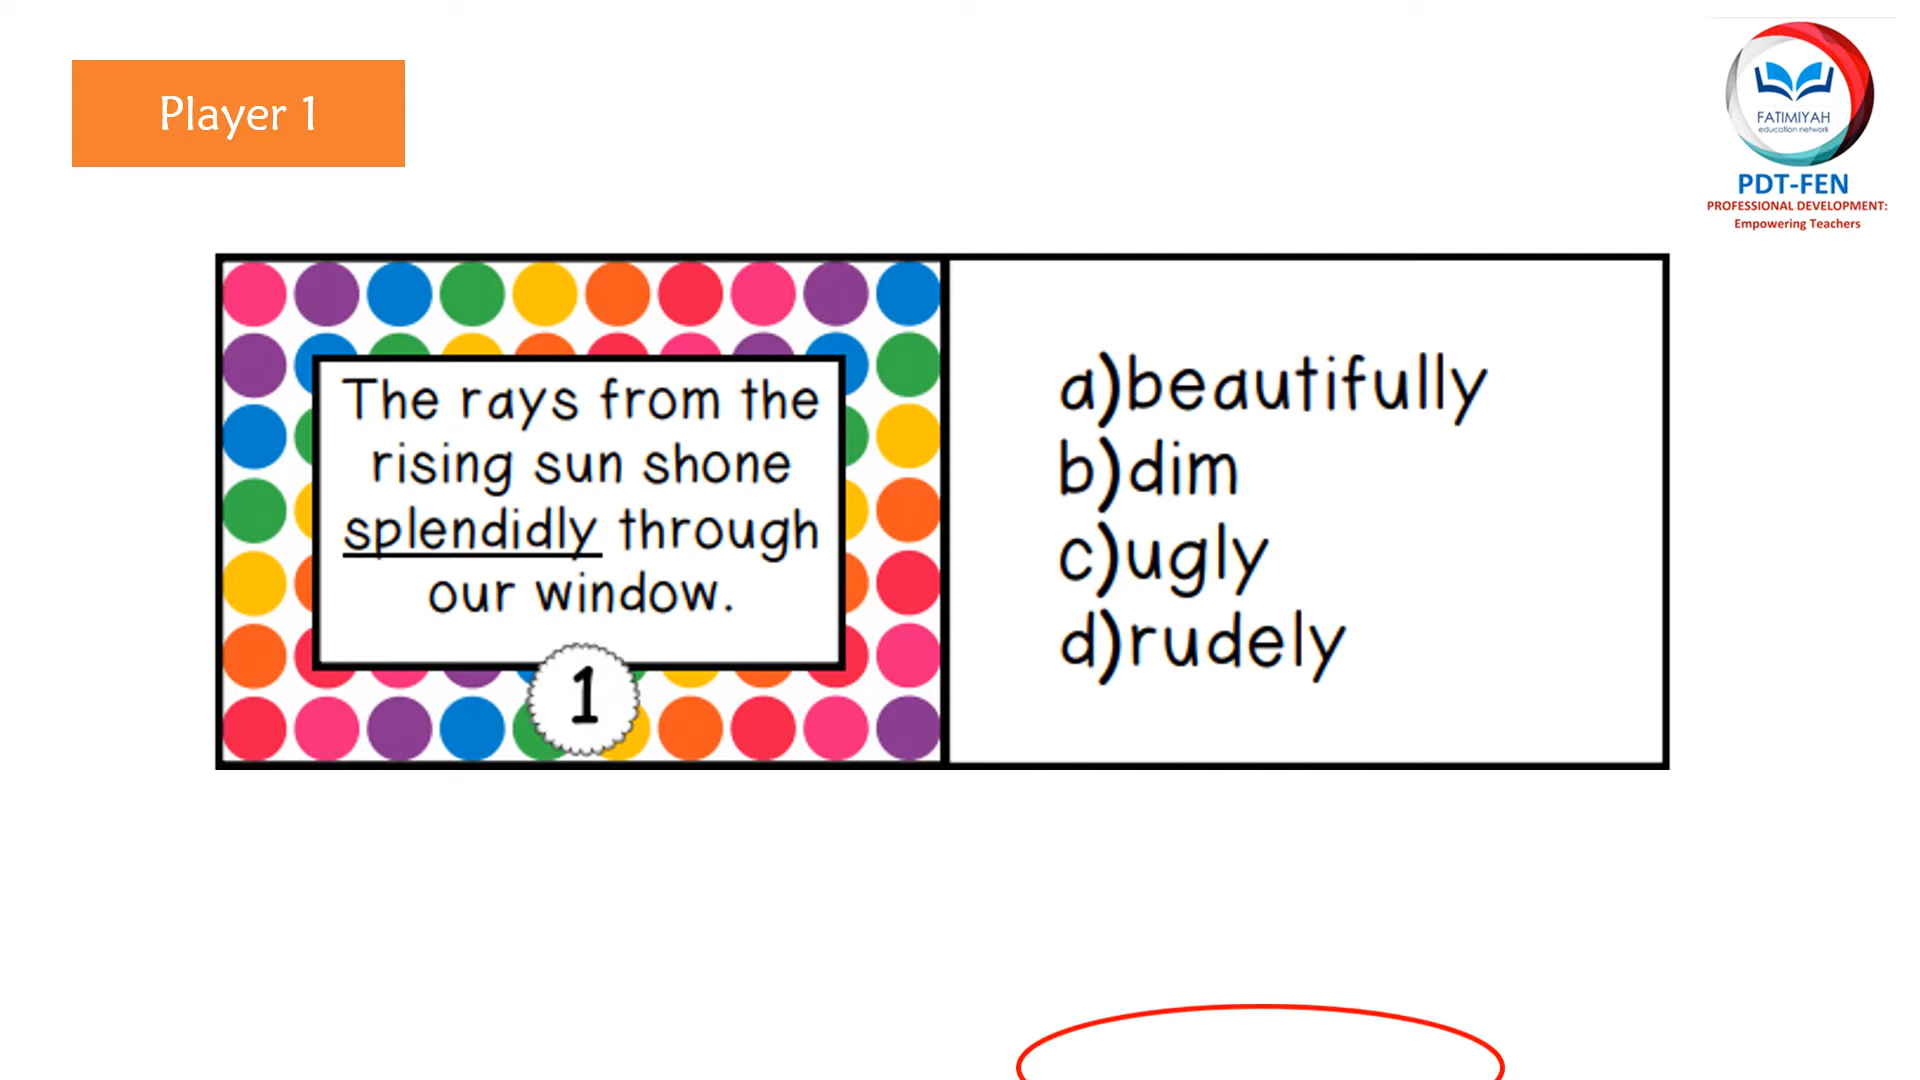 Player 1
FATIMIYAH
education network
PDT-FEN
PROFESSIONAL DEVELOPMENT:
Empowering Teachers
The rays from the
rising sun shone
splendidly through
our window.
1
a)beautifully
b)dim
c)ugly
d)rudely